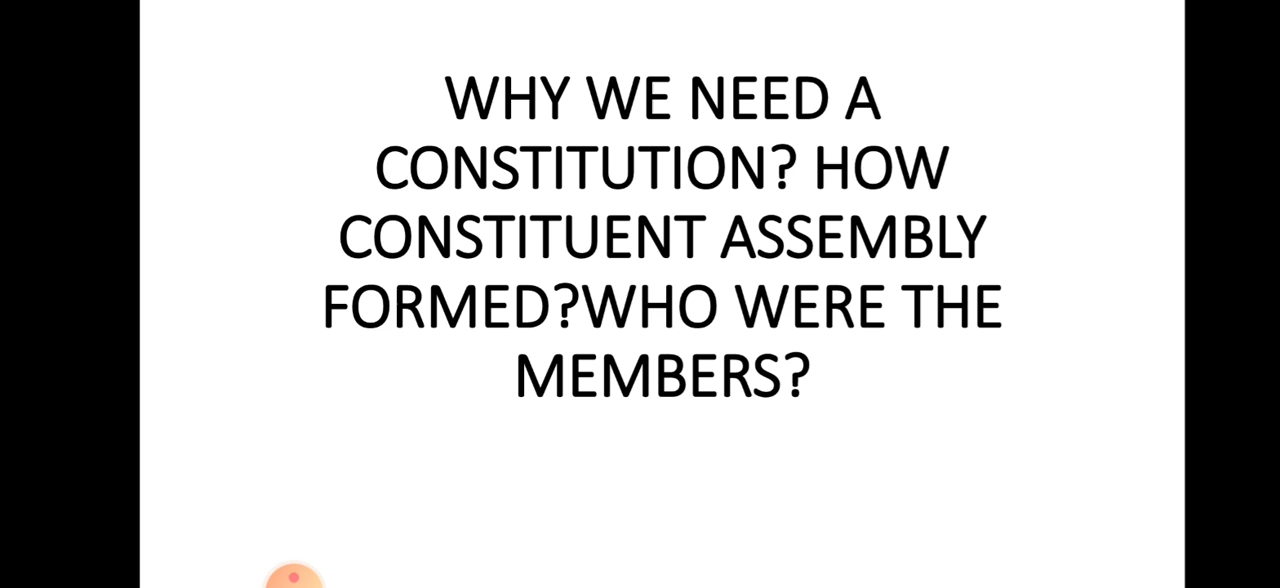 WHY WE NEED A
CONSTITUTION? HOW
CONSTITUENT ASSEMBLY
FORMED?WHO WERE THE
MEMBERS?